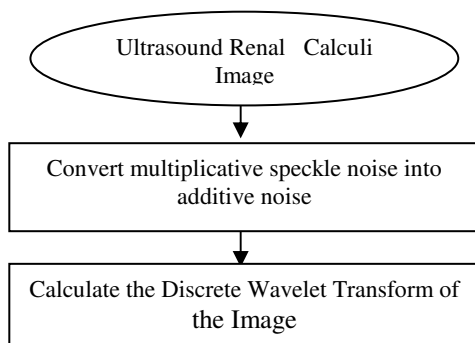 Ultrasound Renal Calculi
Image
Convert multiplicative speckle noise into
additive noise
Calculate the Discrete Wavelet Transform of
the Image